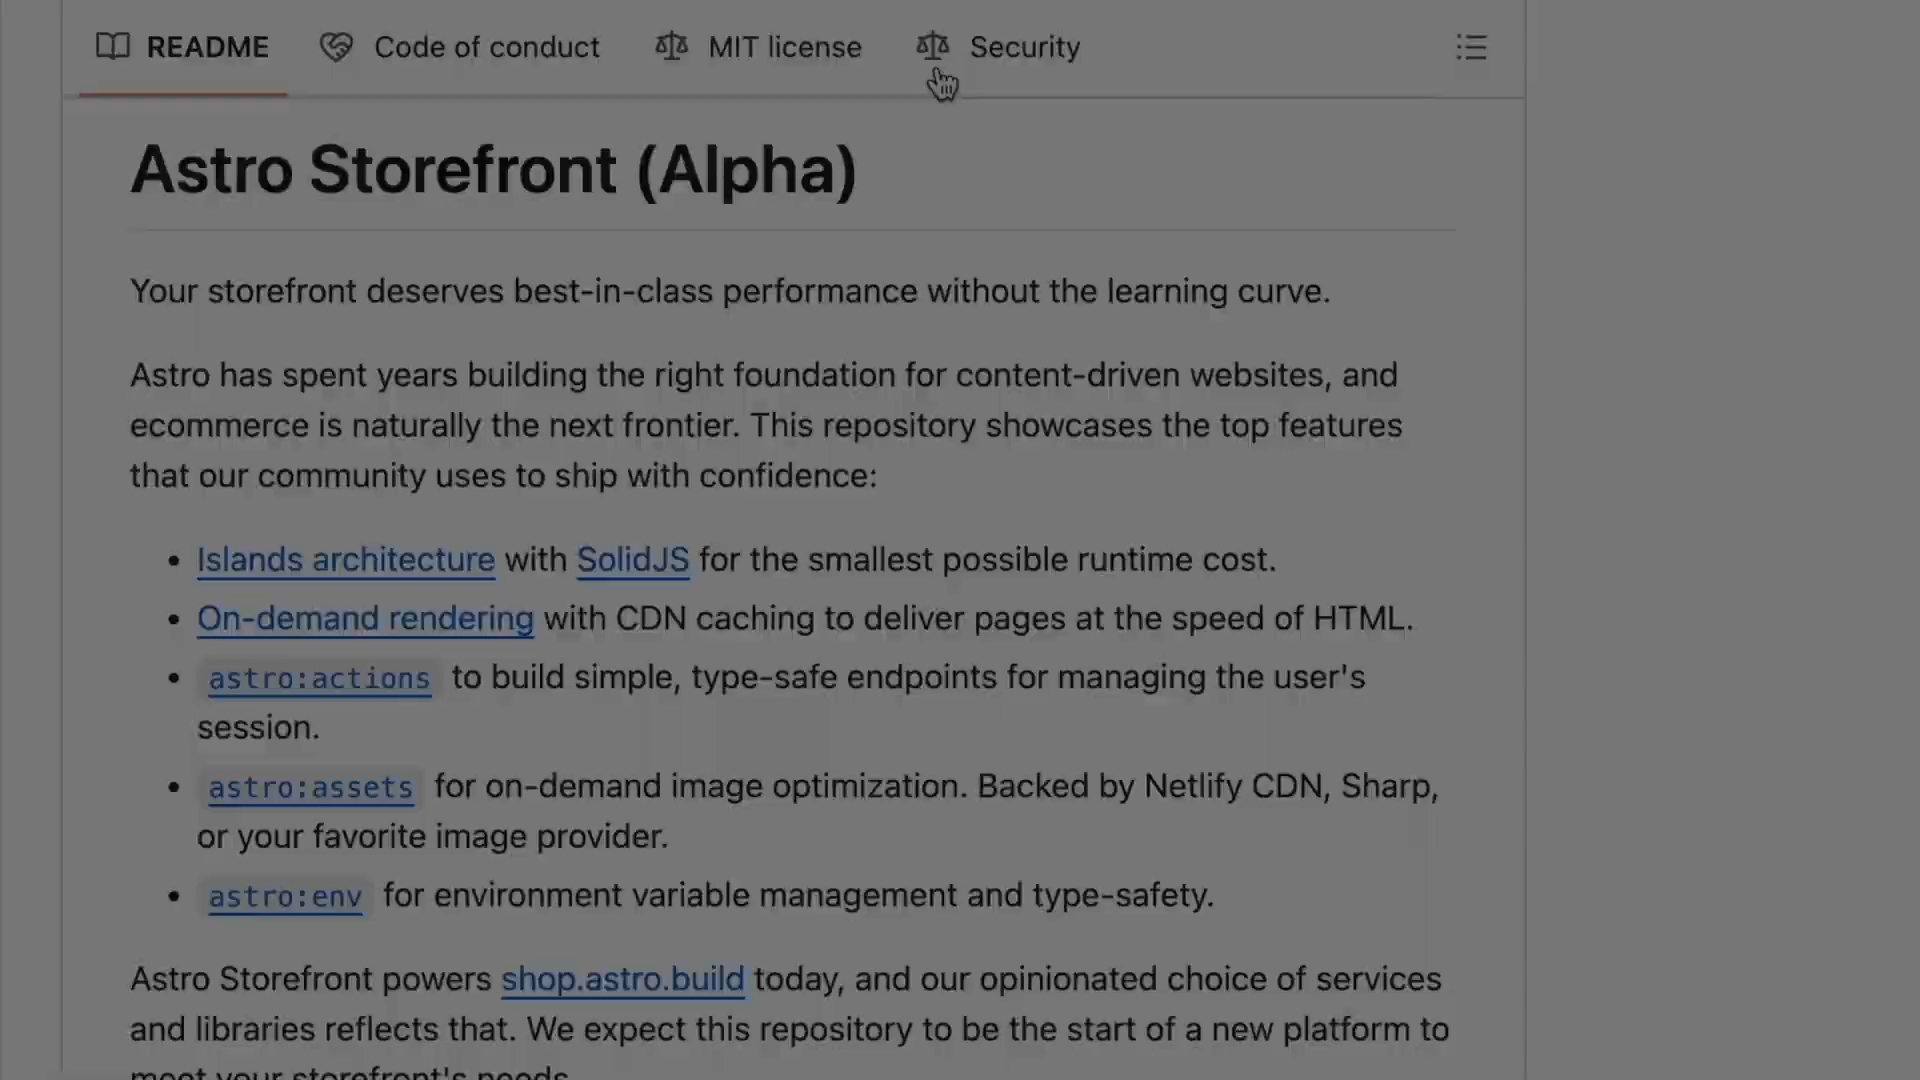 README Code of conduct MIT license Security
Astro Storefront (Alpha)
Your storefront deserves best-in-class performance without the learning curve.
Astro has spent years building the right foundation for content-driven websites, and
ecommerce is naturally the next frontier. This repository showcases the top features
that our community uses to ship with confidence:
• Islands architecture with SolidJS for the smallest possible runtime cost.
• On-demand rendering with CDN caching to deliver pages at the speed of HTML.
• astro:actions to build simple, type-safe endpoints for managing the user's
session.
• astro:assets for on-demand image optimization. Backed by Netlify CDN, Sharp,
or your favorite image provider.
• astro:env for environment variable management and type-safety.
Astro Storefront powers shop.astro.build today, and our opinionated choice of services
and libraries reflects that. We expect this repository to be the start of a new platform to
meet your storefront's needs.